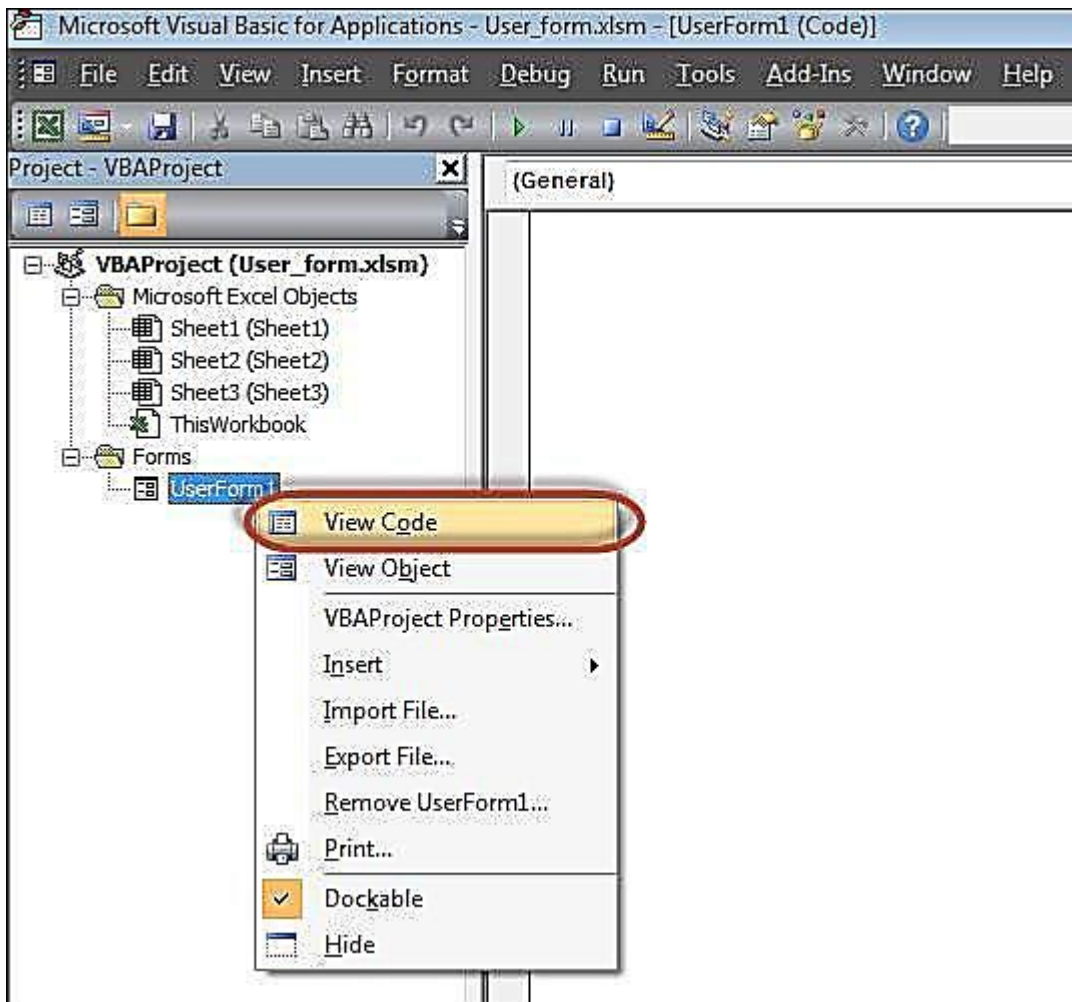 Microsoft Visual Basic for Applications - User_form.xlsm - [UserForm1 (Code)]
File Edit View Insert Format Debug Run Tools Add-Ins Window Help
Project - VBAProject
(General)
VBAProject (User_form.xlsm)
Microsoft Excel Objects
Sheet1 (Sheet1)
Sheet2 (Sheet2)
Sheet3 (Sheet3)
ThisWorkbook
Forms
UserForm1
View Code
View Object
VBAProject Properties...
Insert
Import File...
Export File...
Remove UserForm1...
Print...
Dockable
Hide